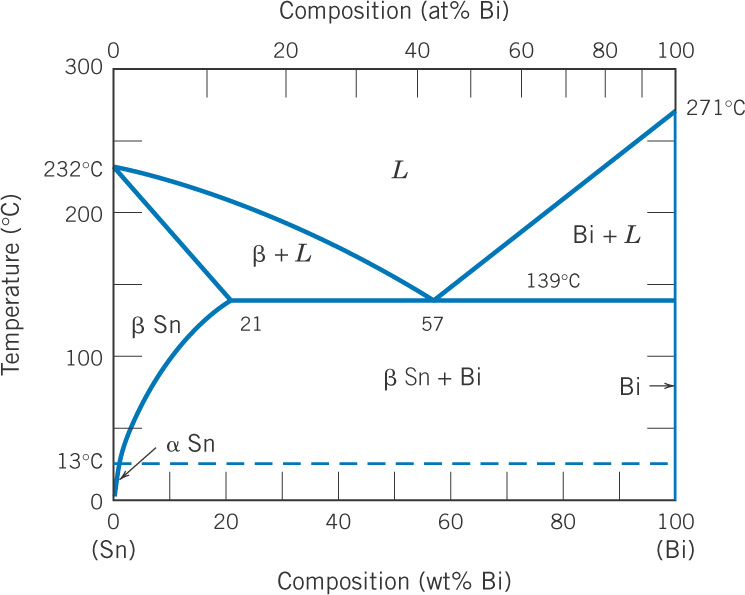 Composition (at% Bi)
0 20 40 60 80 100
300
271°C
232°C
L
200
β + L
Bi + L
139°C
Temperature (°C)
β Sn
21
57
100
β Sn + Bi
Bi
α Sn
13°C
0
0 20 40 60 80 100
(Sn) (Bi)
Composition (wt% Bi)